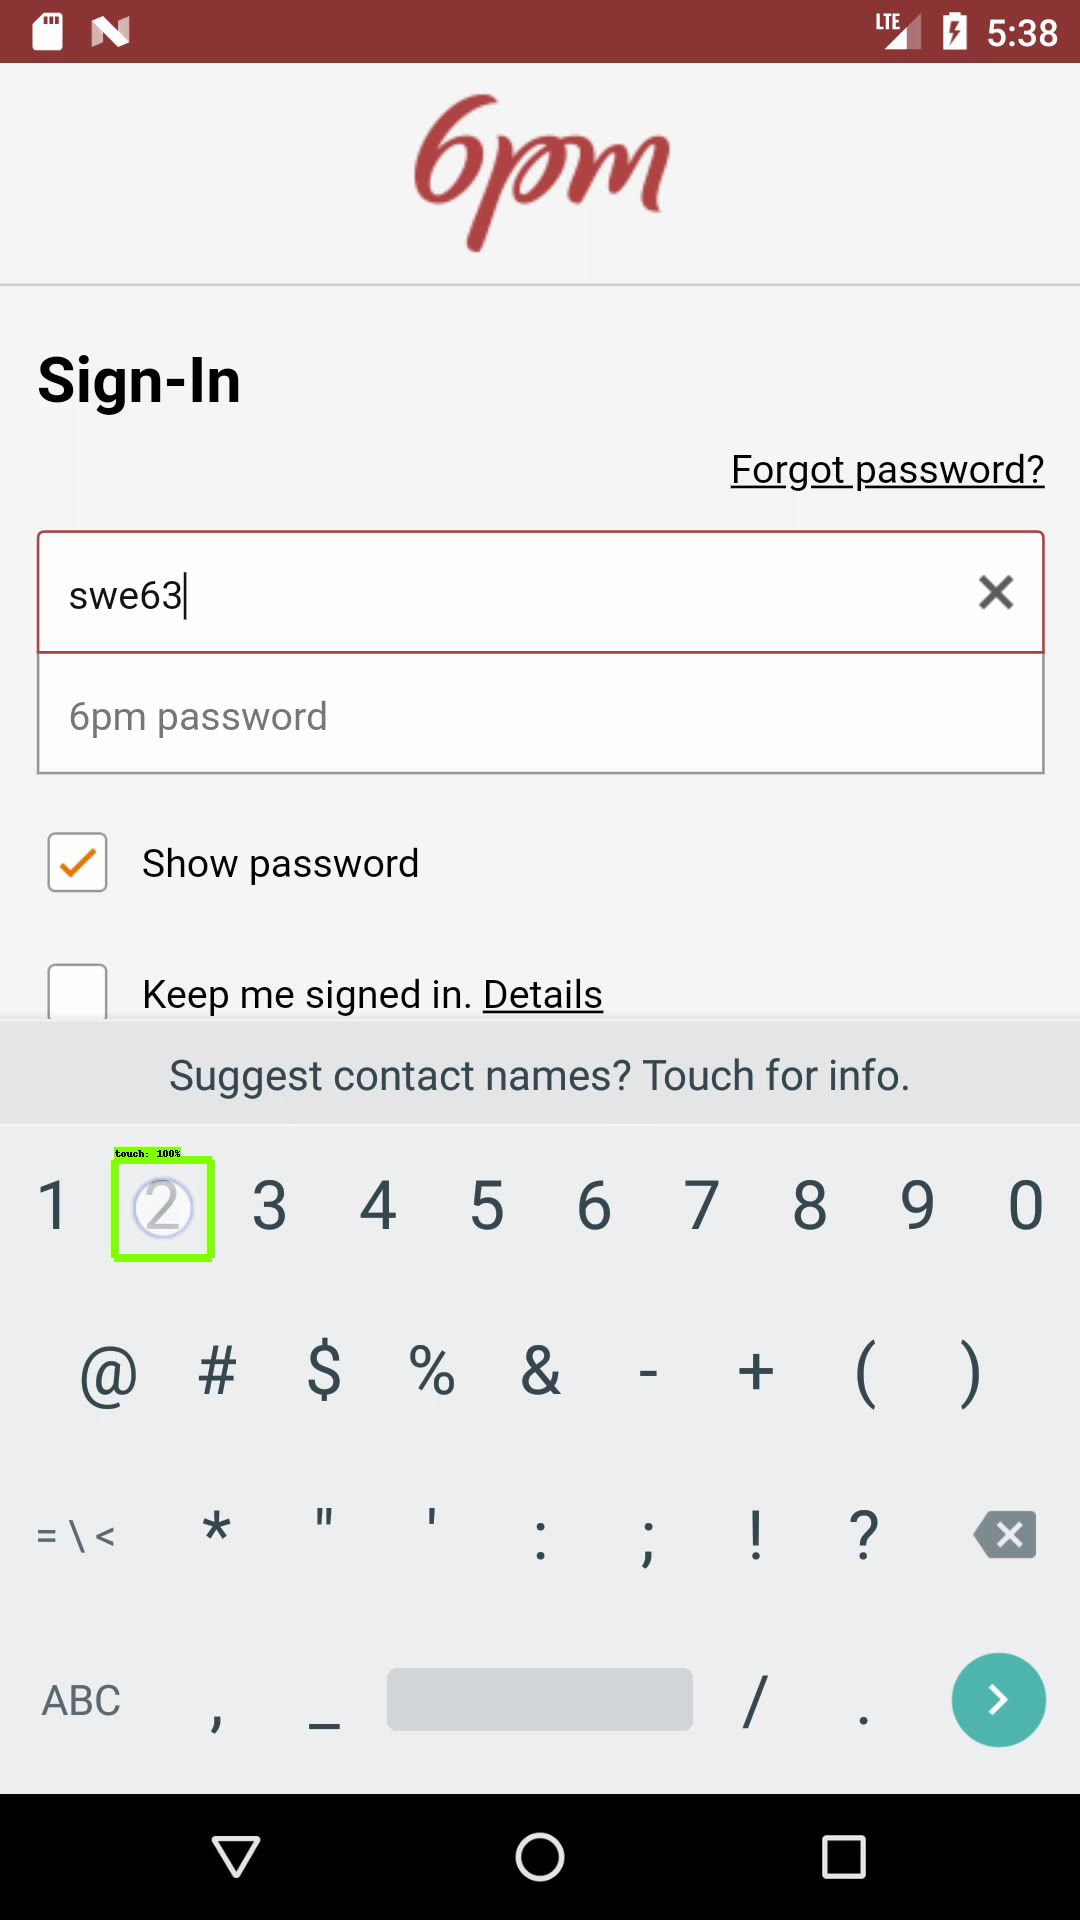 LTE 5:38
6pm
Sign-In
Forgot password?
swe63
6pm password
Show password
Keep me signed in. Details
Suggest contact names? Touch for info.
touch: 100%
1 2 3 4 5 6 7 8 9 0
@ # $ % & - + ( )
= \ < * " ' : ; ! ?
ABC , _ / .